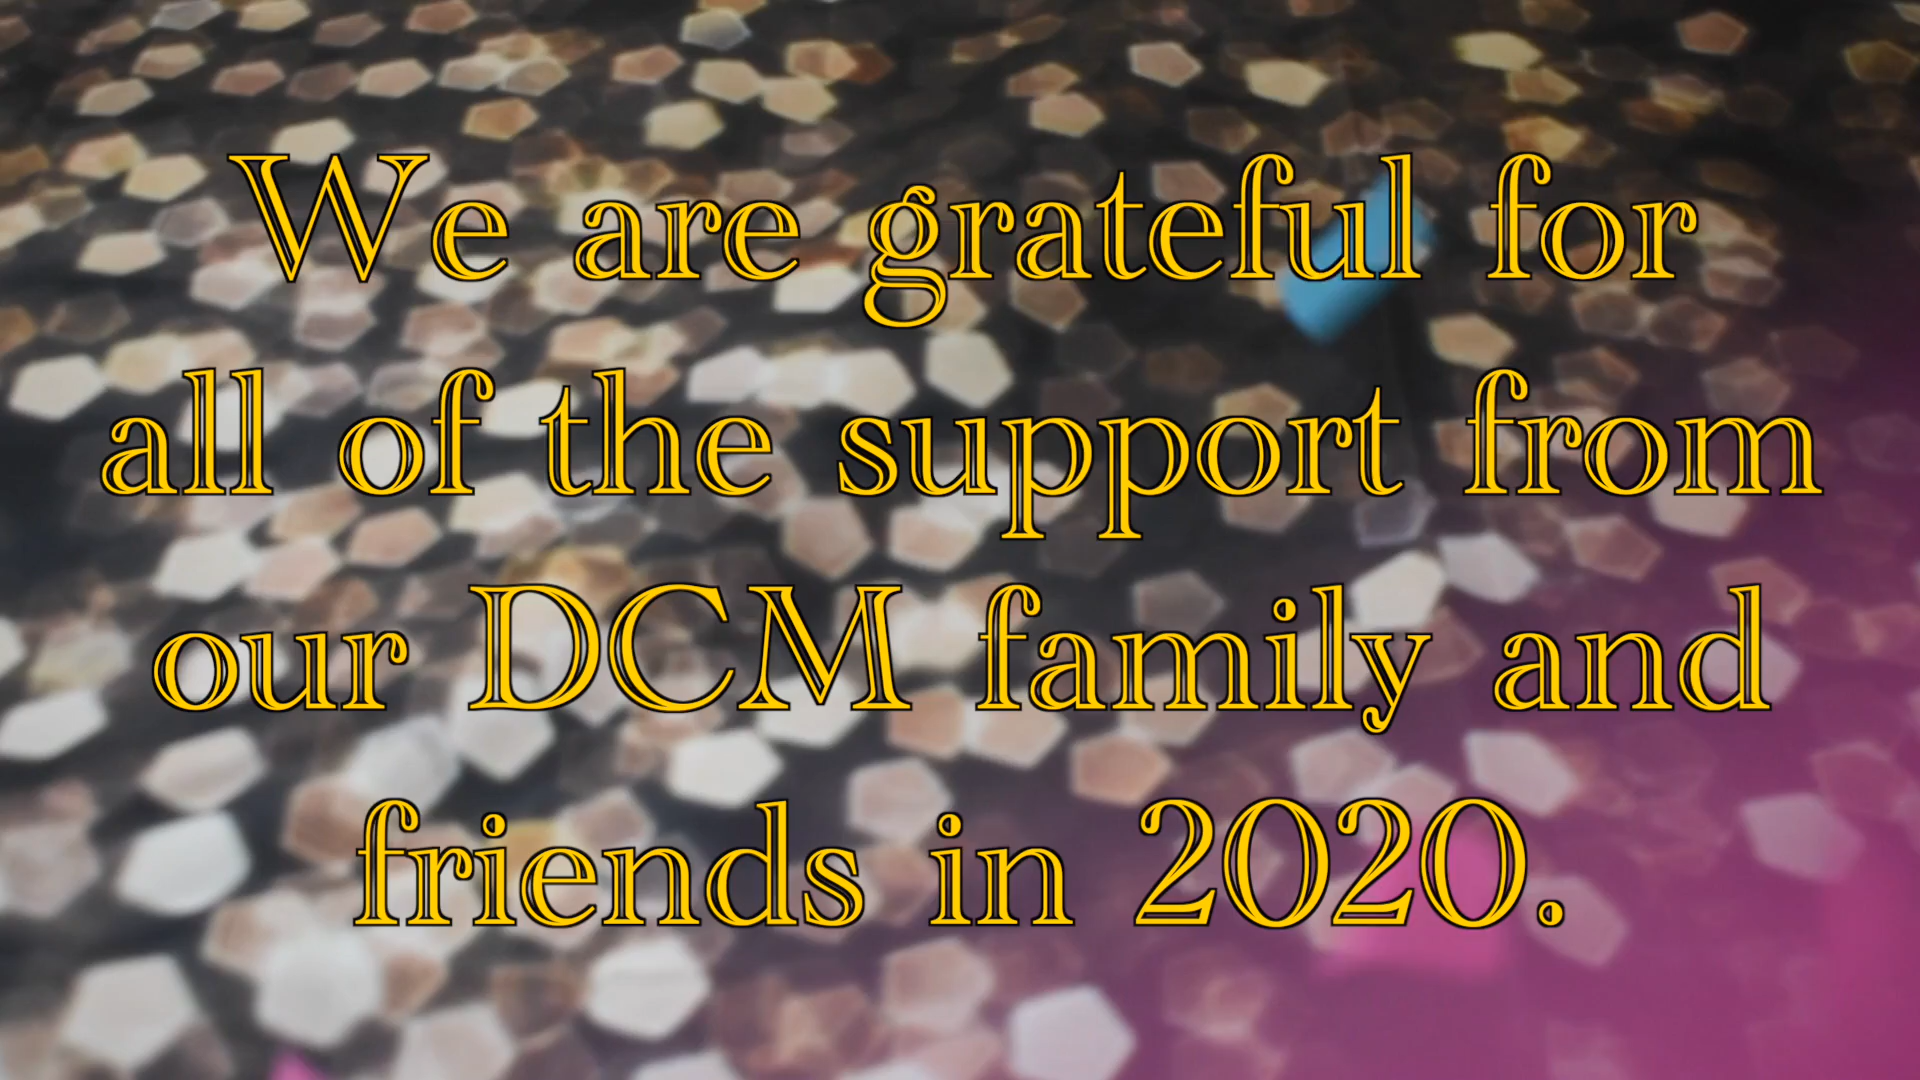 We are grateful for
all of the support from
our DCM family and
friends in 2020.